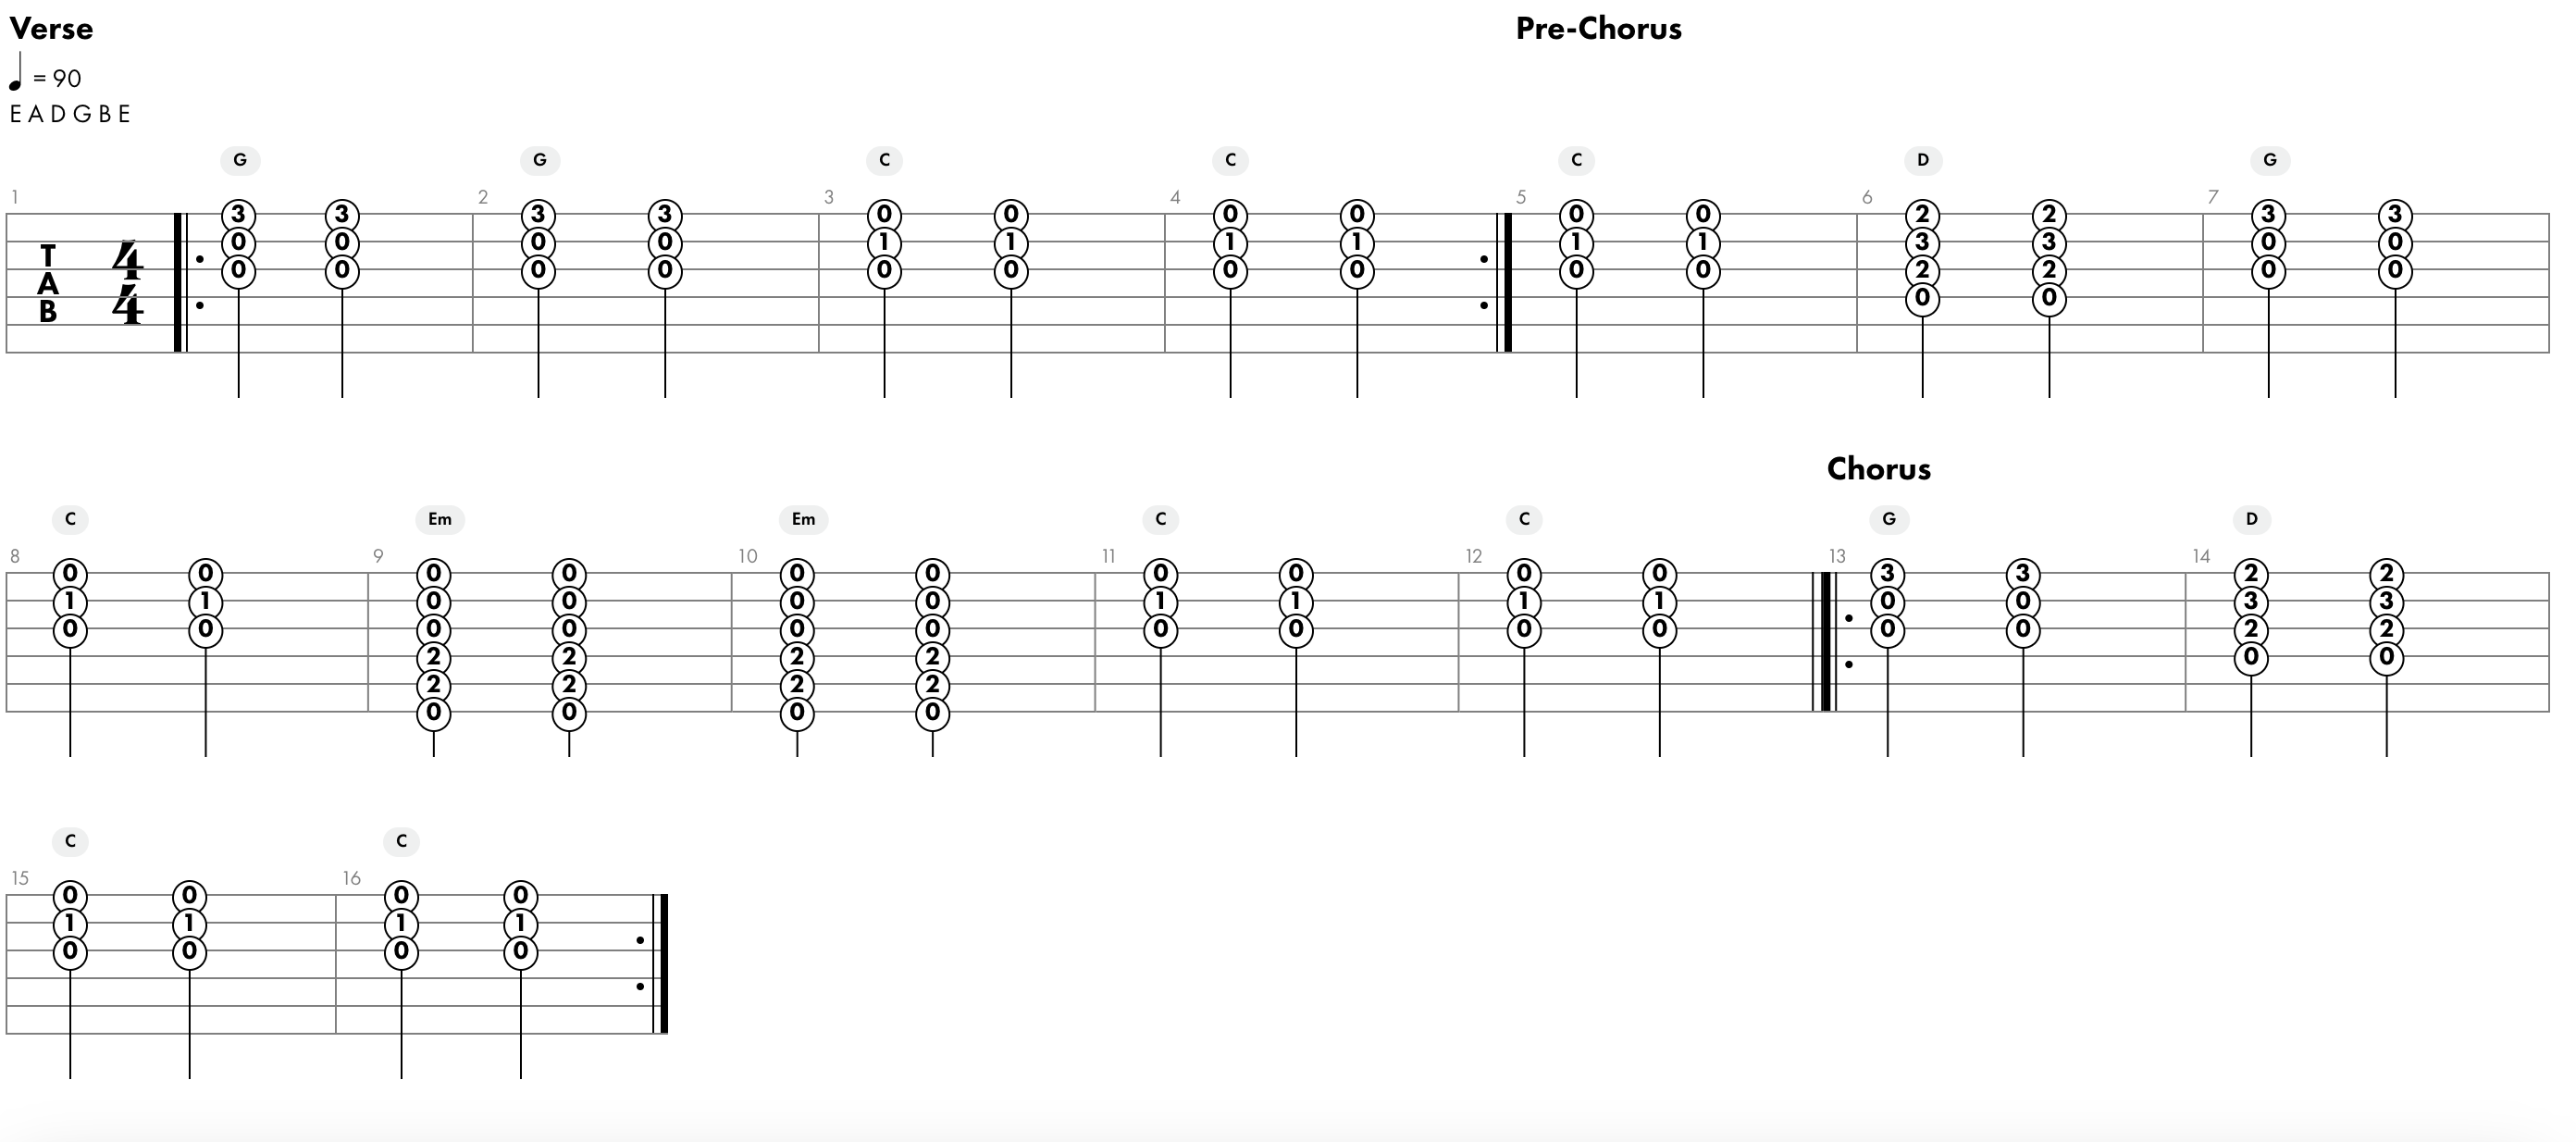 Verse Pre-Chorus
= 90
E A D G B E
G G C C C D G
1 2 3 4 5 6 7
3 3 3 3 0 0 0 0 0 0 2 2 3 3
0 0 0 0 1 1 1 1 1 1 3 3 0 0
T 4
0 0 0 0 0 0 0 0 0 0 2 2 0 0
A
B 4
0 0
Chorus
C Em Em C C G D
8 9 10 11 12 13 14
0 0 0 0 0 0 0 0 0 0 3 3 2 2
1 1 0 0 0 0 1 1 1 1 0 0 3 3
0 0 0 0 0 0 0 0 0 0 0 0 2 2
2 2 2 2 0 0
2 2 2 2
0 0 0 0
C C
15 16
0 0 0 0
1 1 1 1
0 0 0 0